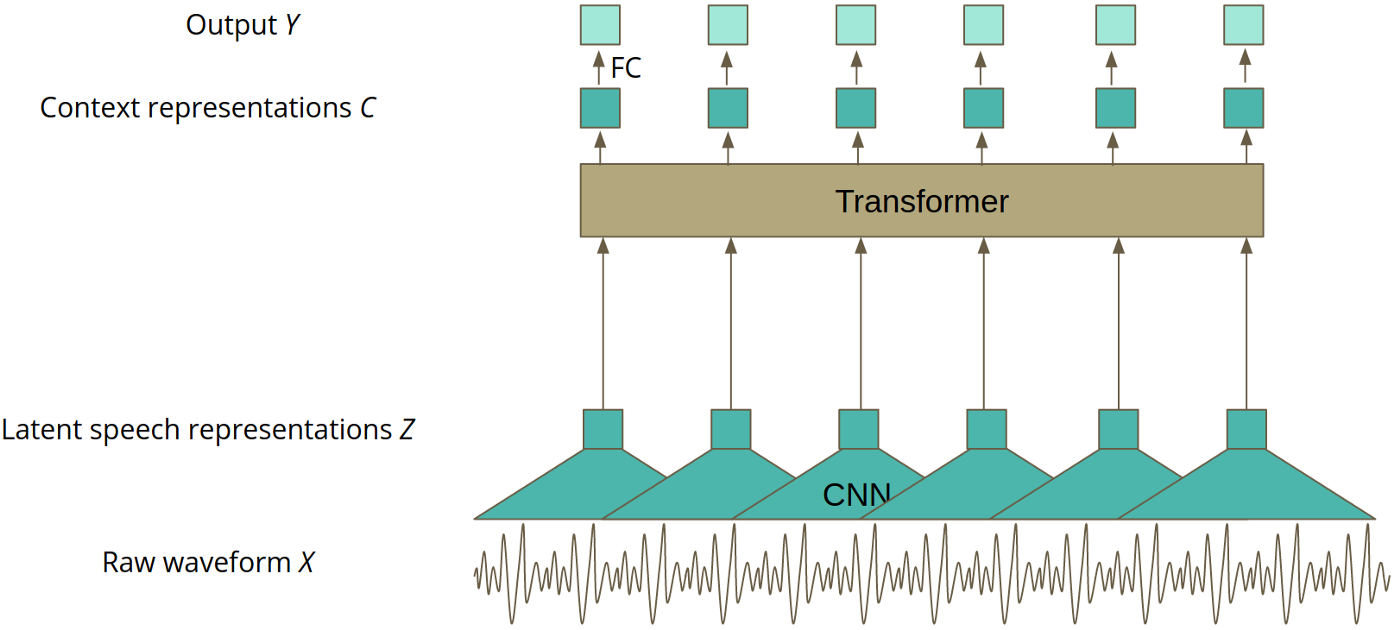 Output Y
FC
Context representations C
Transformer
Latent speech representations Z
CNN
Raw waveform X